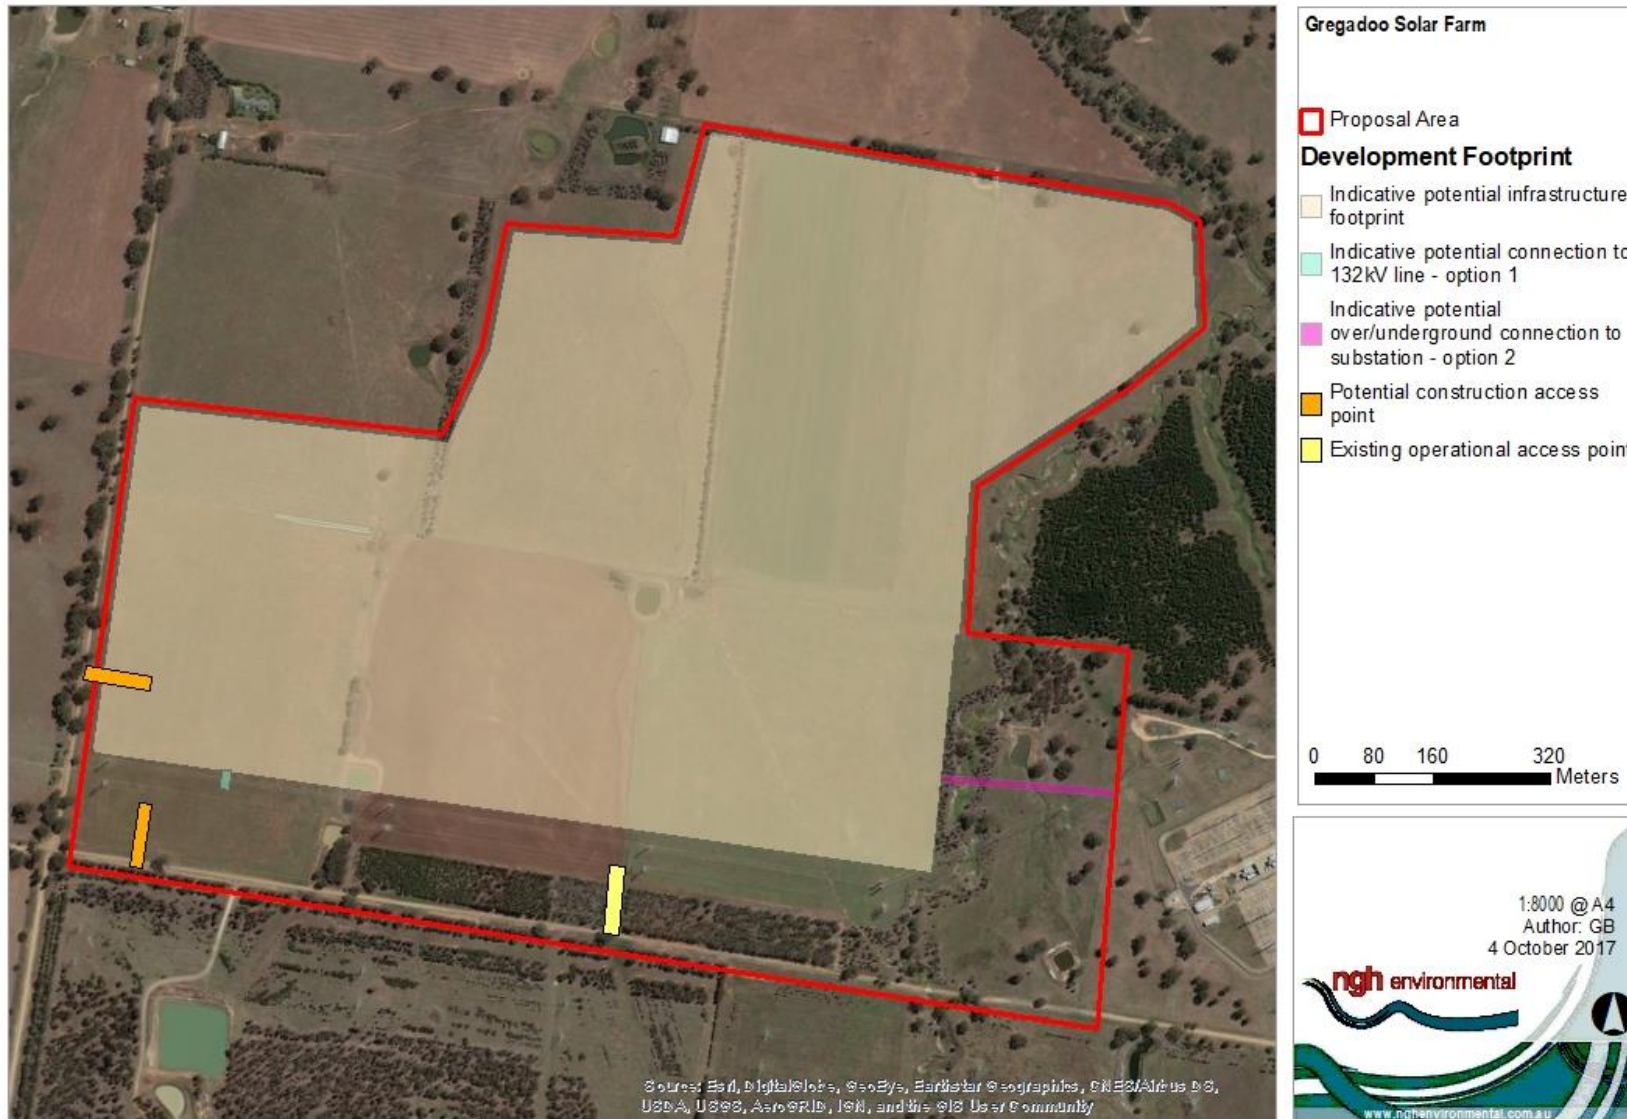 Gregadoo Solar Farm
Proposal Area
Development Footprint
Indicative potential infrastructure
footprint
Indicative potential connection to
132kV line - option 1
Indicative potential
over/underground connection to
substation - option 2
Potential construction access
point
Existing operational access point
0 80 160 320
Meters
1:8000 @ A4
Author: GB
4 October 2017
ngh environmental
www.nghenvironmental.com.au
Source: Esri, DigitalGlobe, GeoEye, Earthstar Geographics, CNES/Airbus DS,
USDA, USGS, AeroGRID, IGN, and the GIS User Community